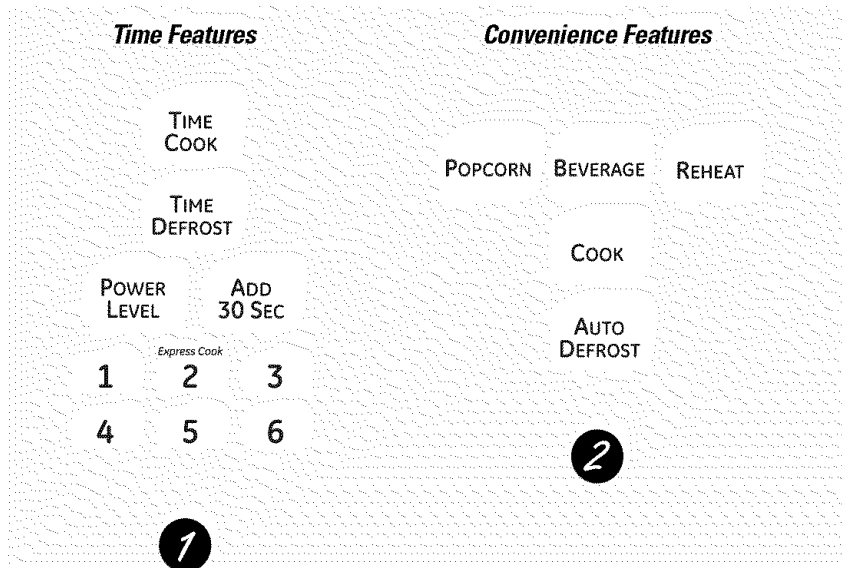 Time Features
TIME
COOK
TIME
DEFROST
POWER
LEVEL
ADD
30 SEC
Express Cook
1 2 3
4 5 6
1
Convenience Features
POPCORN BEVERAGE REHEAT
COOK
AUTO
DEFROST
2